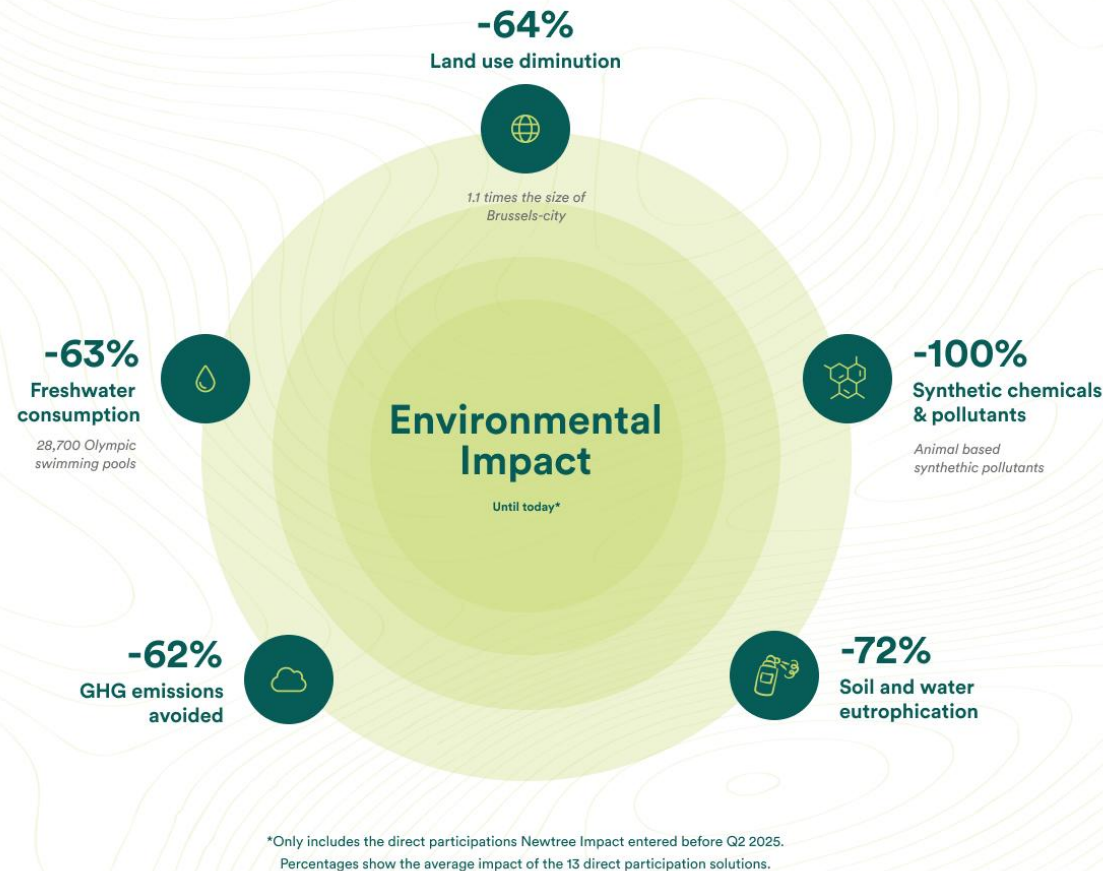 -64%
Land use diminution
1.1 times the size of
Brussels-city
-63%
Freshwater
consumption
28,700 Olympic
swimming pools
-100%
Synthetic chemicals
& pollutants
Animal based
synthethic pollutants
Environmental
Impact
Until today*
-62%
GHG emissions
avoided
-72%
Soil and water
eutrophication
*Only includes the direct participations Newtree Impact entered before Q2 2025.
Percentages show the average impact of the 13 direct participation solutions.